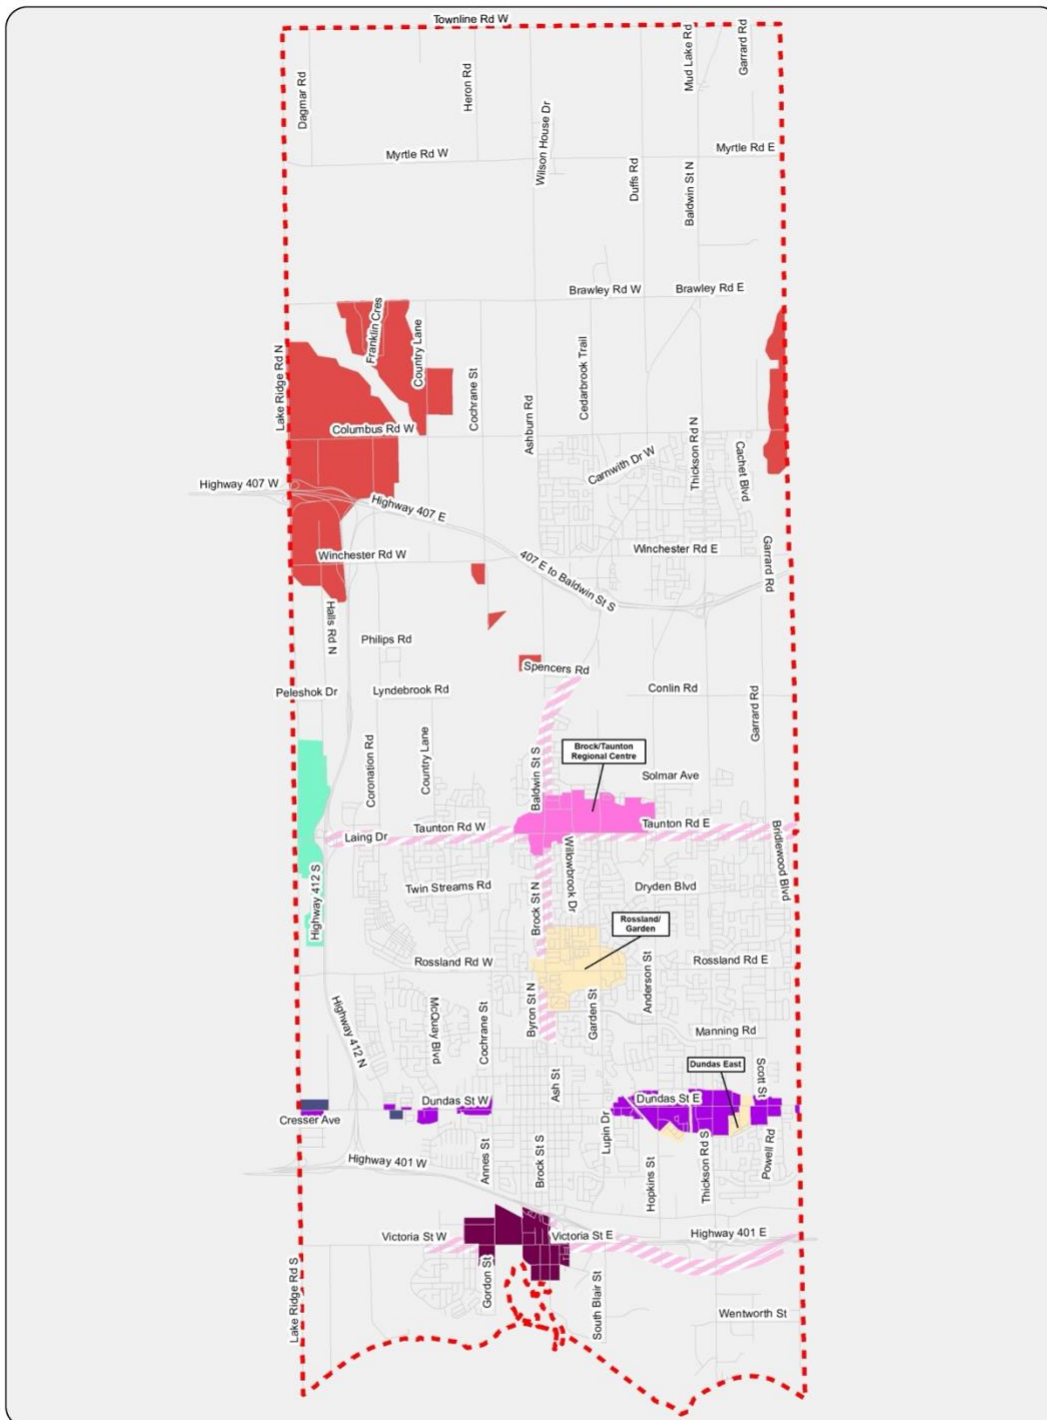 Townline Rd W
Mud Lake Rd
Garrard Rd
Dagmar Rd
Heron Rd
Wilson House Dr
Myrtle Rd W
Myrtle Rd E
Duffs Rd
Baldwin St N
Brawley Rd W
Brawley Rd E
Franklin Cres
Country Lane
Lake Ridge Rd N
Cochrane St
Ashburn Rd
Cedarbrook Trail
Columbus Rd W
Carnwith Dr W
Thickson Rd N
Cachet Blvd
Highway 407 W
Highway 407 E
Winchester Rd W
407 E to Baldwin St S
Winchester Rd E
Garrard Rd
Halls Rd N
Philips Rd
Spencers Rd
Peleshok Dr
Lyndebrook Rd
Conlin Rd
Garrard Rd
Coronation Rd
Country Lane
Baldwin St S
Brock/Taunton
Regional Centre
Solmar Ave
Laing Dr
Taunton Rd W
Taunton Rd E
Bridlewood Blvd
Willowbrook Dr
Highway 412 S
Twin Streams Rd
Dryden Blvd
Brock St N
Rossland/
Garden
Rossland Rd W
Anderson St
Rossland Rd E
Highway 412 N
McQuay Blvd
Cochrane St
Byron St N
Garden St
Manning Rd
Dundas East
Scott St
Ash St
Dundas St W
Dundas St E
Cresser Ave
Lupin Dr
Powell Rd
Highway 401 W
Annes St
Brock St S
Hopkins St
Thickson Rd S
Victoria St W
Victoria St E
Highway 401 E
Lake Ridge Rd S
Gordon St
South Blair St
Wentworth St